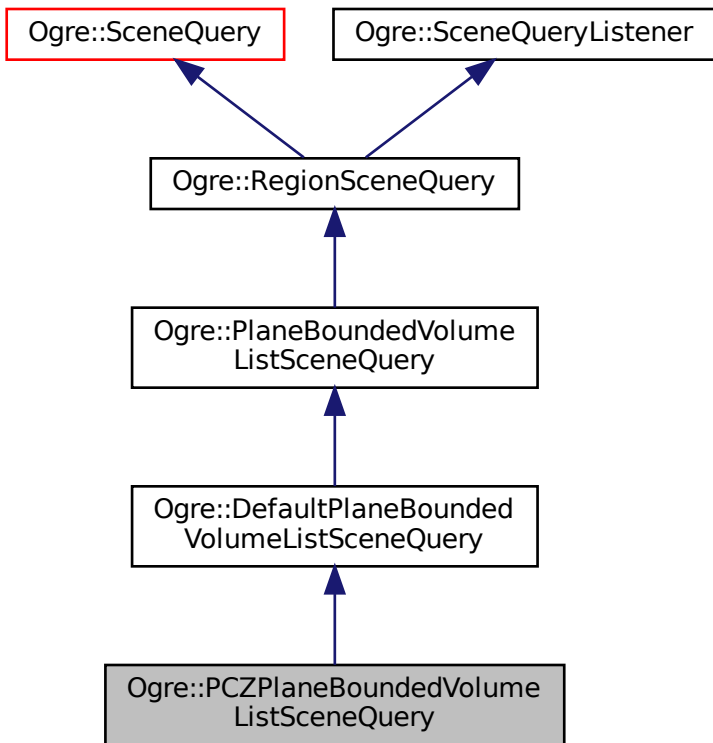 Ogre::SceneQuery
Ogre::SceneQueryListener
Ogre::RegionSceneQuery
Ogre::PlaneBoundedVolume
ListSceneQuery
Ogre::DefaultPlaneBounded
VolumeListSceneQuery
Ogre::PCZPlaneBoundedVolume
ListSceneQuery